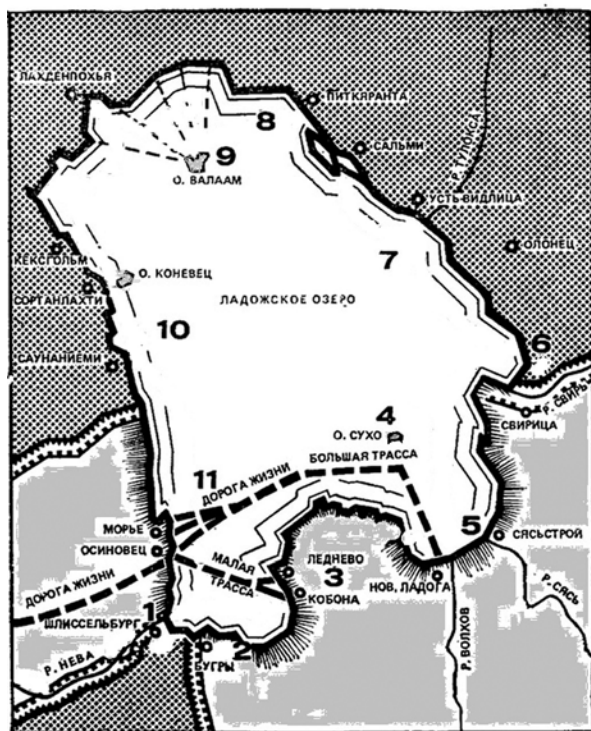 ЛАХДЕНПОХЬЯ
ПИТКЯРАНТА
8
9
О. ВАЛААМ
САЛЬМИ
Р. ТУЛОКСА
УСТЬ-ВИДЛИЦА
КЕКСГОЛЬМ
О. КОНЕВЕЦ
7
ОЛОНЕЦ
СОРТАНЛАХТИ
ЛАДОЖСКОЕ ОЗЕРО
10
САУНАНИЕМИ
6
Р. СВИРЬ
СВИРИЦА
4
О. СУХО
БОЛЬШАЯ ТРАССА
11
ДОРОГА ЖИЗНИ
МОРЬЕ
5
СЯСЬСТРОЙ
ОСИНОВЕЦ
МАЛАЯ
ТРАССА
ЛЕДНЕВО
3
КОБОНА
НОВ. ЛАДОГА
ДОРОГА ЖИЗНИ
Р. СЯСЬ
1
ШЛИССЕЛЬБУРГ
2
БУГРЫ
Р. НЕВА
Р. ВОЛХОВ